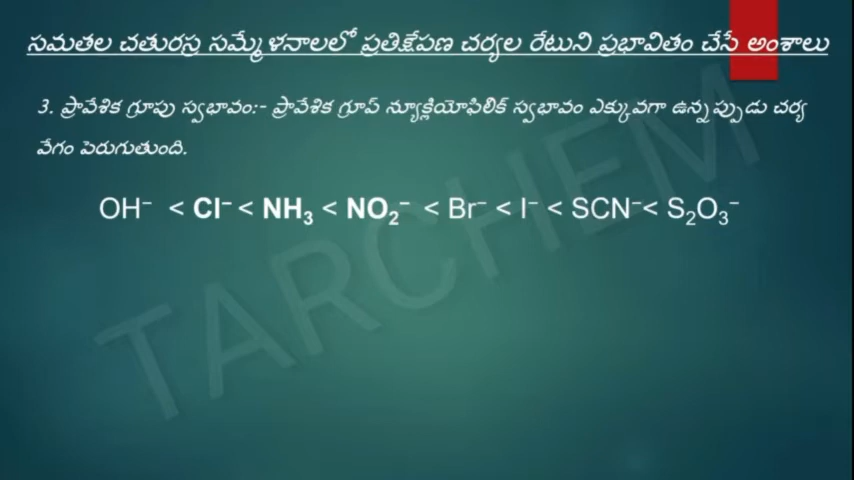 సమతల చతురస్ర సమ్మేళనాలలో ప్రతిక్షేపణ చర్యల రేటుని ప్రభావితం చేసే అంశాలు
3. ప్రావేశిక గ్రూపు స్వభావం:- ప్రావేశిక గ్రూప్ న్యూక్లియోఫిలిక్ స్వభావం ఎక్కువగా ఉన్నప్పుడు చర్య
వేగం పెరుగుతుంది.
OH⁻ < Cl⁻ < NH₃ < NO₂⁻ < Br⁻ < I⁻ < SCN⁻< S₂O₃⁻
TARCHEM